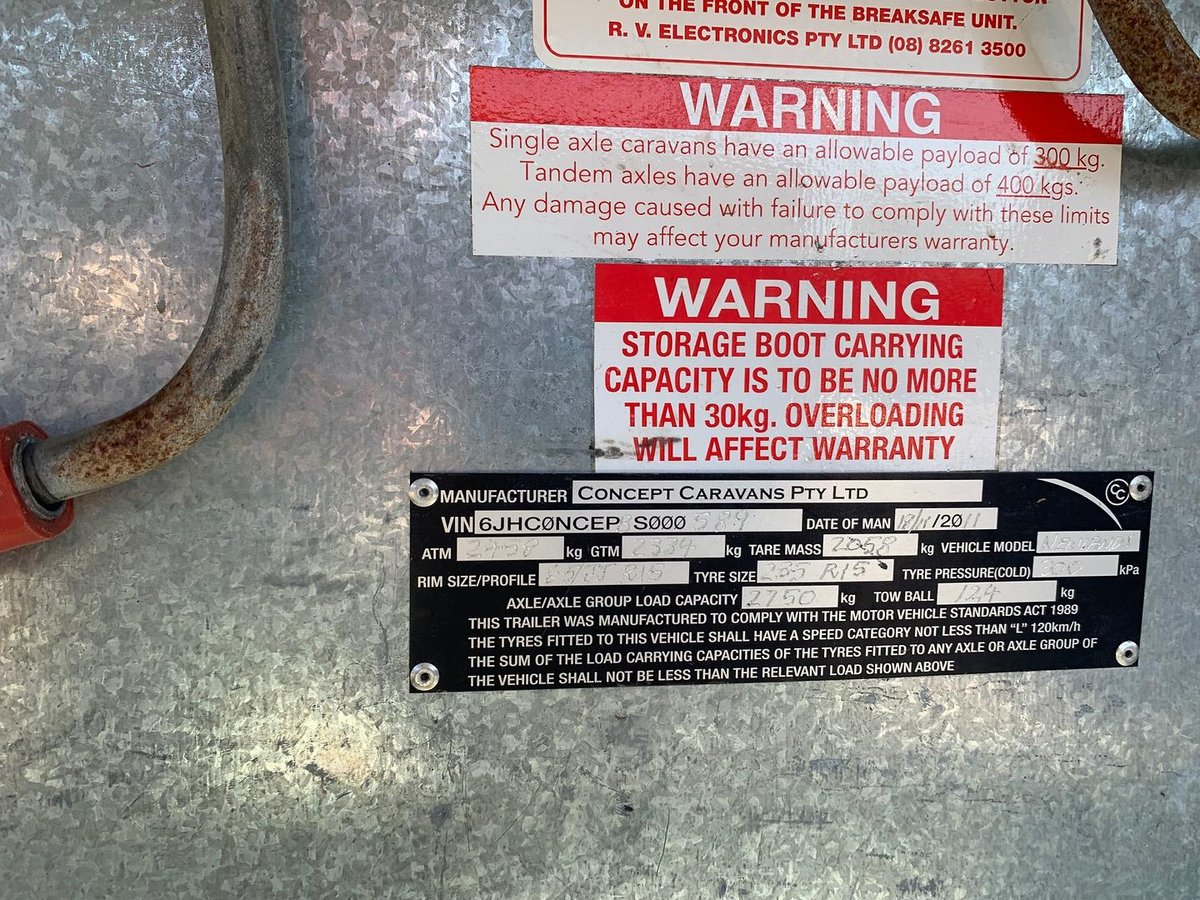 ON THE FRONT OF THE BREAKSAFE UNIT.
R. V. ELECTRONICS PTY LTD (08) 8261 3500
WARNING
Single axle caravans have an allowable payload of 300 kg.
Tandem axles have an allowable payload of 400 kgs.
Any damage caused with failure to comply with these limits
may affect your manufacturers warranty.
WARNING
STORAGE BOOT CARRYING
CAPACITY IS TO BE NO MORE
THAN 30kg. OVERLOADING
WILL AFFECT WARRANTY
MANUFACTURER CONCEPT CARAVANS PTY LTD CC
VIN 6JHCØNCEP SØØØ DATE OF MAN /2011
ATM 2458 kg GTM 2334 kg TARE MASS 2058 kg VEHICLE MODEL
RIM SIZE/PROFILE R15 TYRE SIZE 235 R15 TYRE PRESSURE(COLD) kPa
AXLE/AXLE GROUP LOAD CAPACITY 2750 kg TOW BALL 124 kg
THIS TRAILER WAS MANUFACTURED TO COMPLY WITH THE MOTOR VEHICLE STANDARDS ACT 1989
THE TYRES FITTED TO THIS VEHICLE SHALL HAVE A SPEED CATEGORY NOT LESS THAN "L" 120km/h
THE SUM OF THE LOAD CARRYING CAPACITIES OF THE TYRES FITTED TO ANY AXLE OR AXLE GROUP OF
THE VEHICLE SHALL NOT BE LESS THAN THE RELEVANT LOAD SHOWN ABOVE